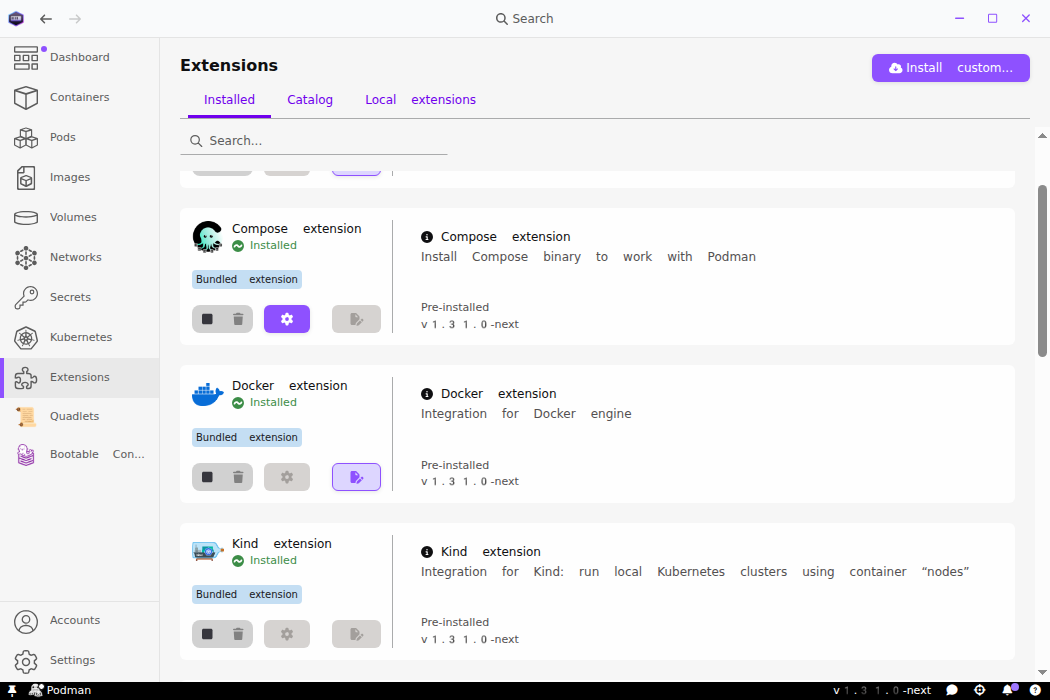 Search
Dashboard
Containers
Pods
Images
Volumes
Networks
Secrets
Kubernetes
Extensions
Quadlets
Bootable Con...
Accounts
Settings
Extensions
Install custom...
Installed Catalog Local extensions
Search...
Compose extension
Installed
Bundled extension
Compose extension
Install Compose binary to work with Podman
Pre-installed
v1.31.0-next
Docker extension
Installed
Bundled extension
Docker extension
Integration for Docker engine
Pre-installed
v1.31.0-next
Kind extension
Installed
Bundled extension
Kind extension
Integration for Kind: run local Kubernetes clusters using container “nodes”
Pre-installed
v1.31.0-next
Podman
v1.31.0-next